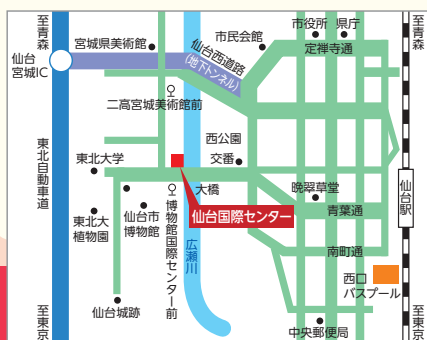 至青森
宮城県美術館
市民会館
市役所
県庁
至青森
定禅寺通
仙台
宮城IC
仙台西道路
(地下トンネル)
二高宮城美術館前
西公園
交番
東北自動車道
東北大学
大橋
晩翠草堂
仙台駅
仙台国際センター
青葉通
東北大
植物園
仙台市
博物館
博物館国際センター前
広瀬川
南町通
西口
バスプール
仙台城跡
中央郵便局
至東京
至東京